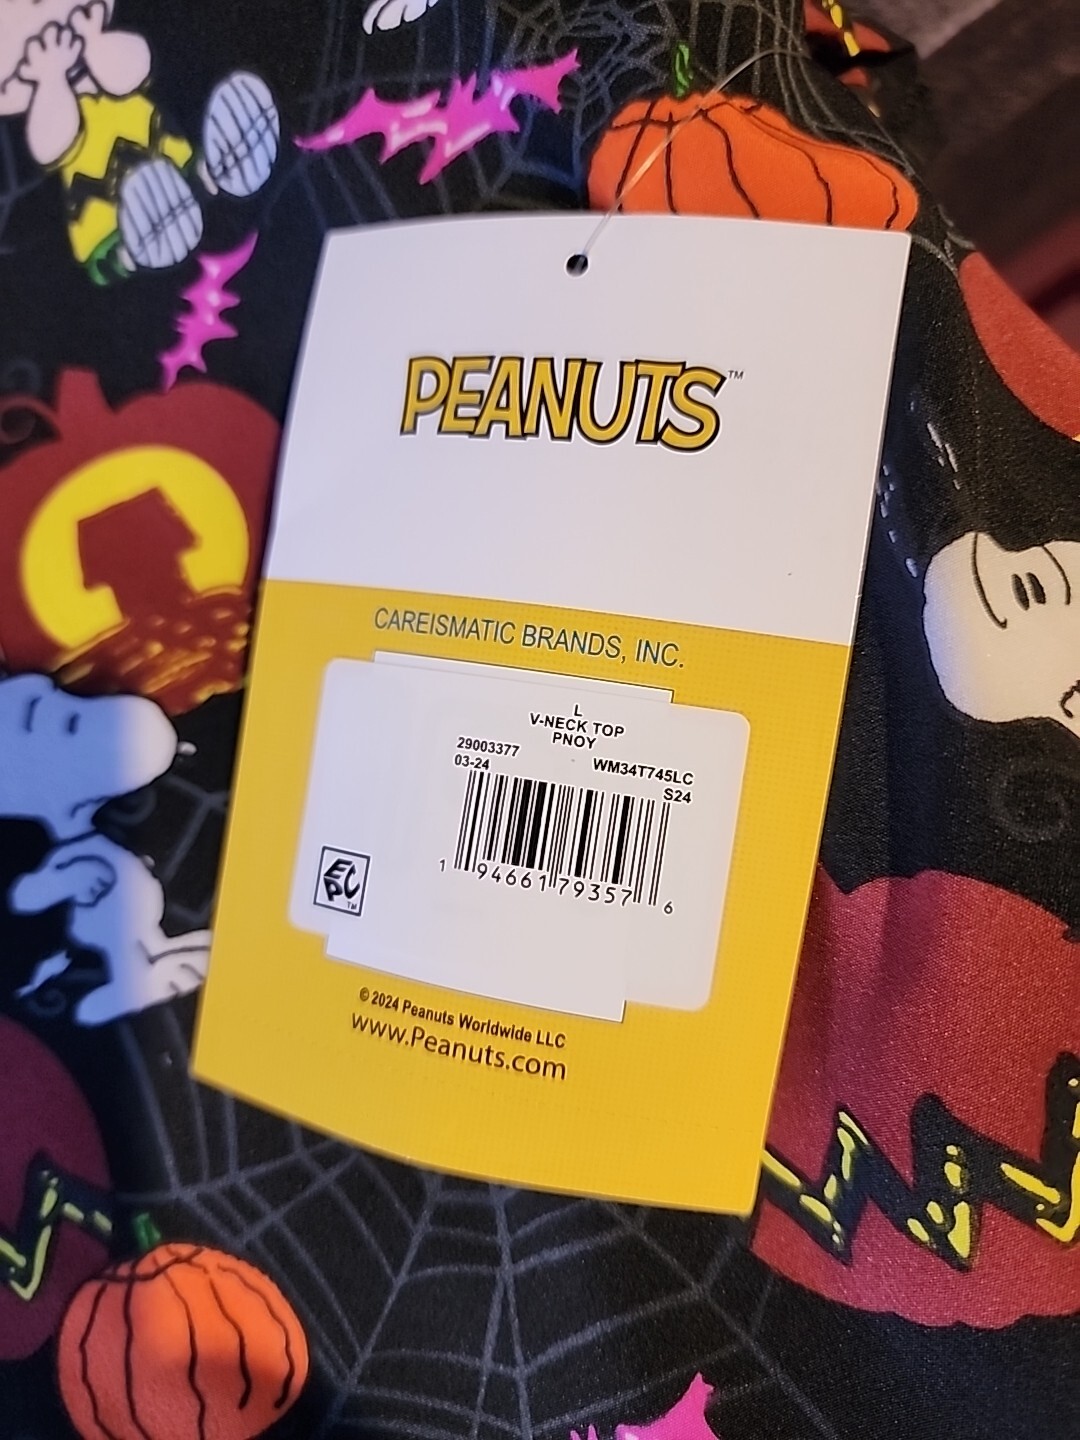 PEANUTS™
CAREISMATIC BRANDS, INC.
L
V-NECK TOP
PNOY
29003377
WM34T745LC
03-24
S24
1 94661 79357 6
ECPC™
© 2024 Peanuts Worldwide LLC
www.Peanuts.com